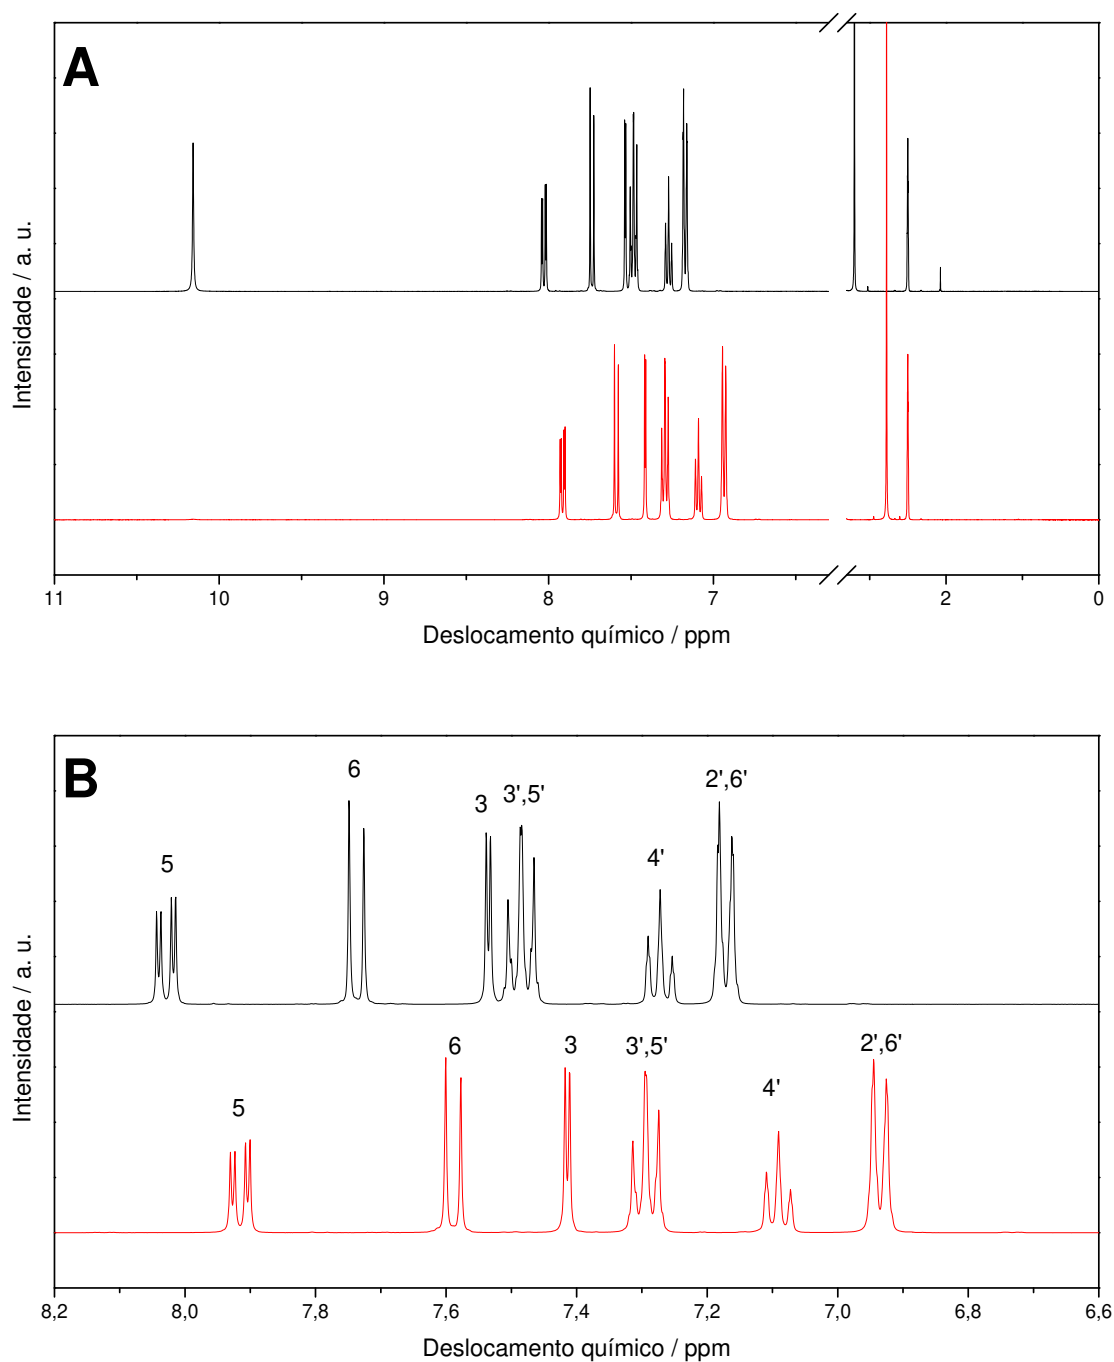 A
Intensidade / a. u.
11 10 9 8 7 2 0
Deslocamento químico / ppm
B
6 3 3',5' 2',6'
5 4'
6 3 3',5' 2',6'
5 4'
Intensidade / a. u.
8,2 8,0 7,8 7,6 7,4 7,2 7,0 6,8 6,6
Deslocamento químico / ppm